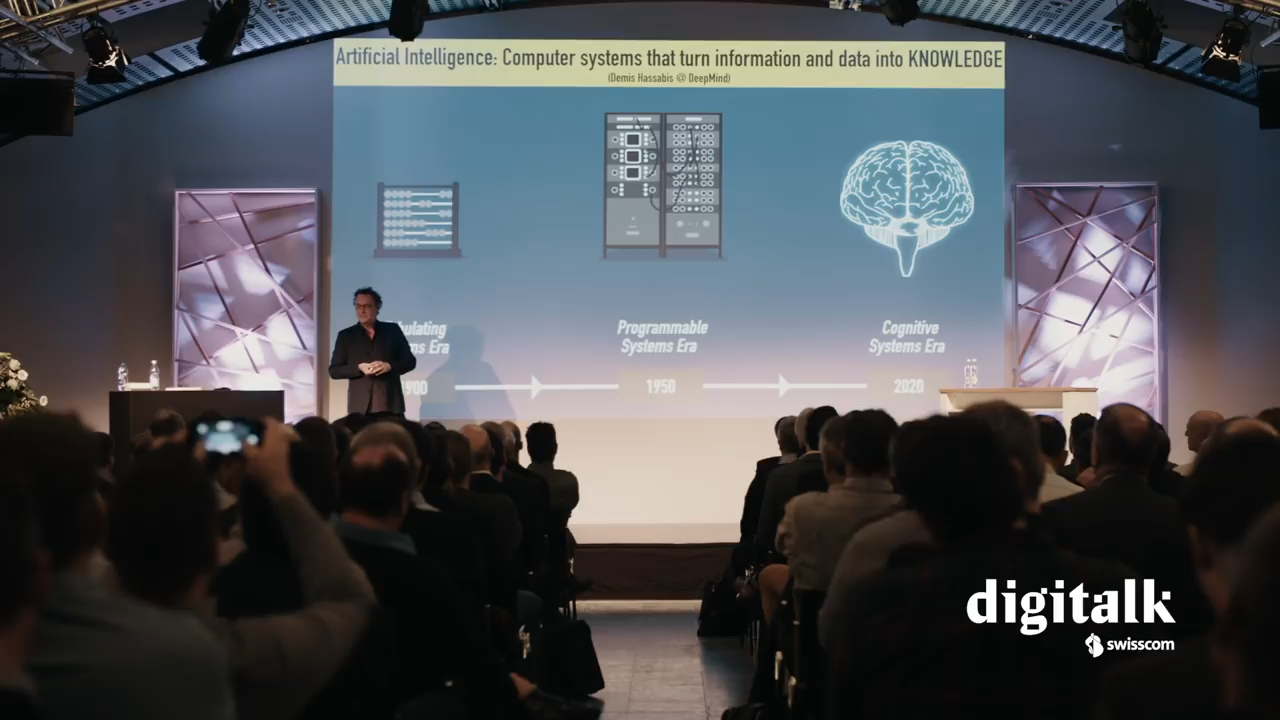 Artificial Intelligence: Computer systems that turn information and data into KNOWLEDGE
(Demis Hassabis @ DeepMind)
Programmable
Systems Era
Cognitive
Systems Era
1950
2020
digitalk
swisscom